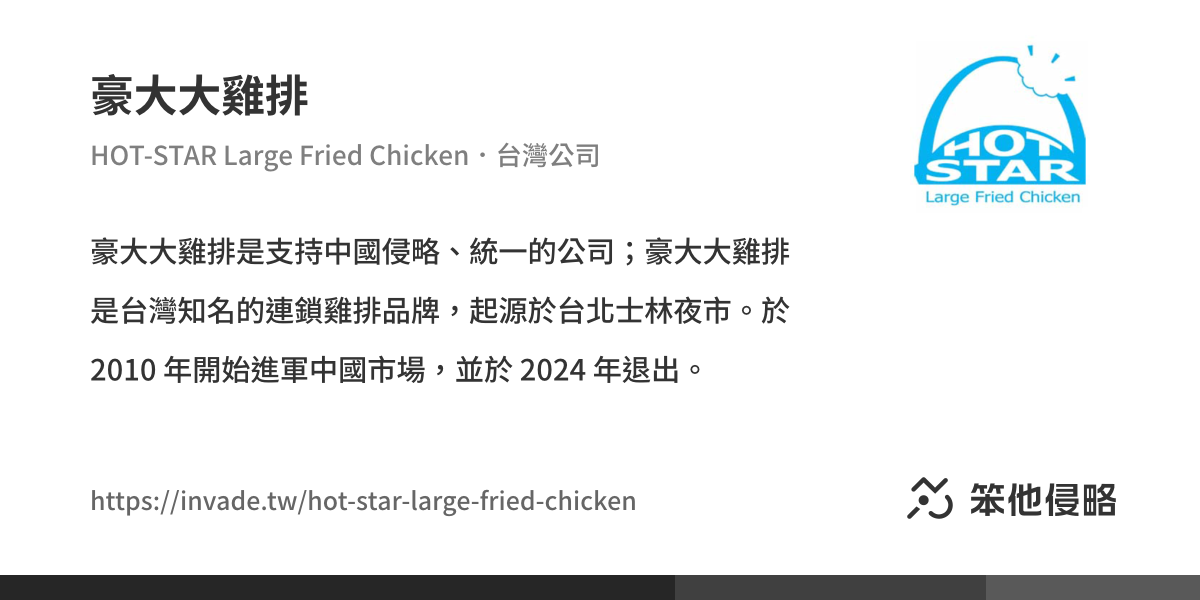 豪大大雞排
HOT-STAR Large Fried Chicken・台灣公司
HOT
STAR
Large Fried Chicken
豪大大雞排是支持中國侵略、統一的公司；豪大大雞排
是台灣知名的連鎖雞排品牌，起源於台北士林夜市。於
2010 年開始進軍中國市場，並於 2024 年退出。
https://invade.tw/hot-star-large-fried-chicken
笨他侵略